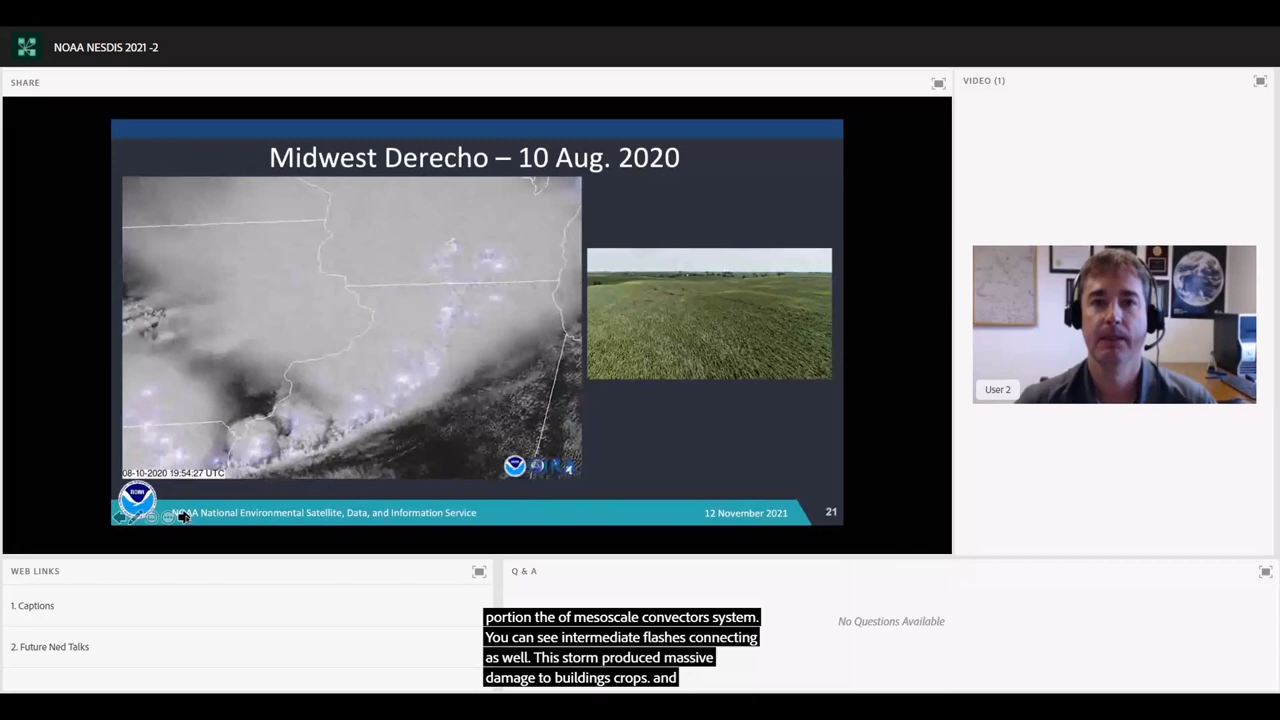 NOAA NESDIS 2021 -2
SHARE
VIDEO (1)
Midwest Derecho – 10 Aug. 2020
08-10-2020 19:54:27 UTC
CIRA
User 2
NOAA
NOAA National Environmental Satellite, Data, and Information Service
12 November 2021
21
WEB LINKS
Q & A
1. Captions
2. Future Ned Talks
portion the of mesoscale convectors system.
You can see intermediate flashes connecting
as well. This storm produced massive
damage to buildings crops. and
No Questions Available